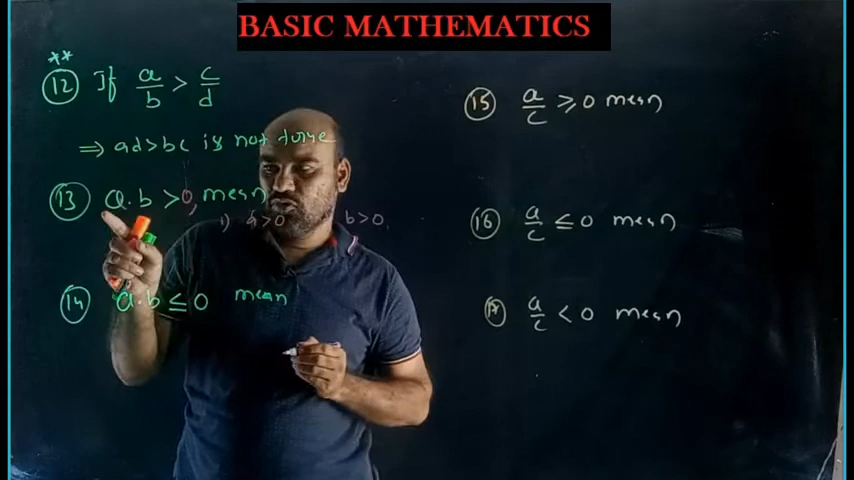 BASIC MATHEMATICS
**
12 If a/b > c/d
⇒ ad>bc is not true
13 a.b >0, mean
i) a>0 b>0,
14 a.b ≤ 0 mean
15 a/c ≥ 0 mean
16 a/c ≤ 0 mean
17 a/c < 0 mean